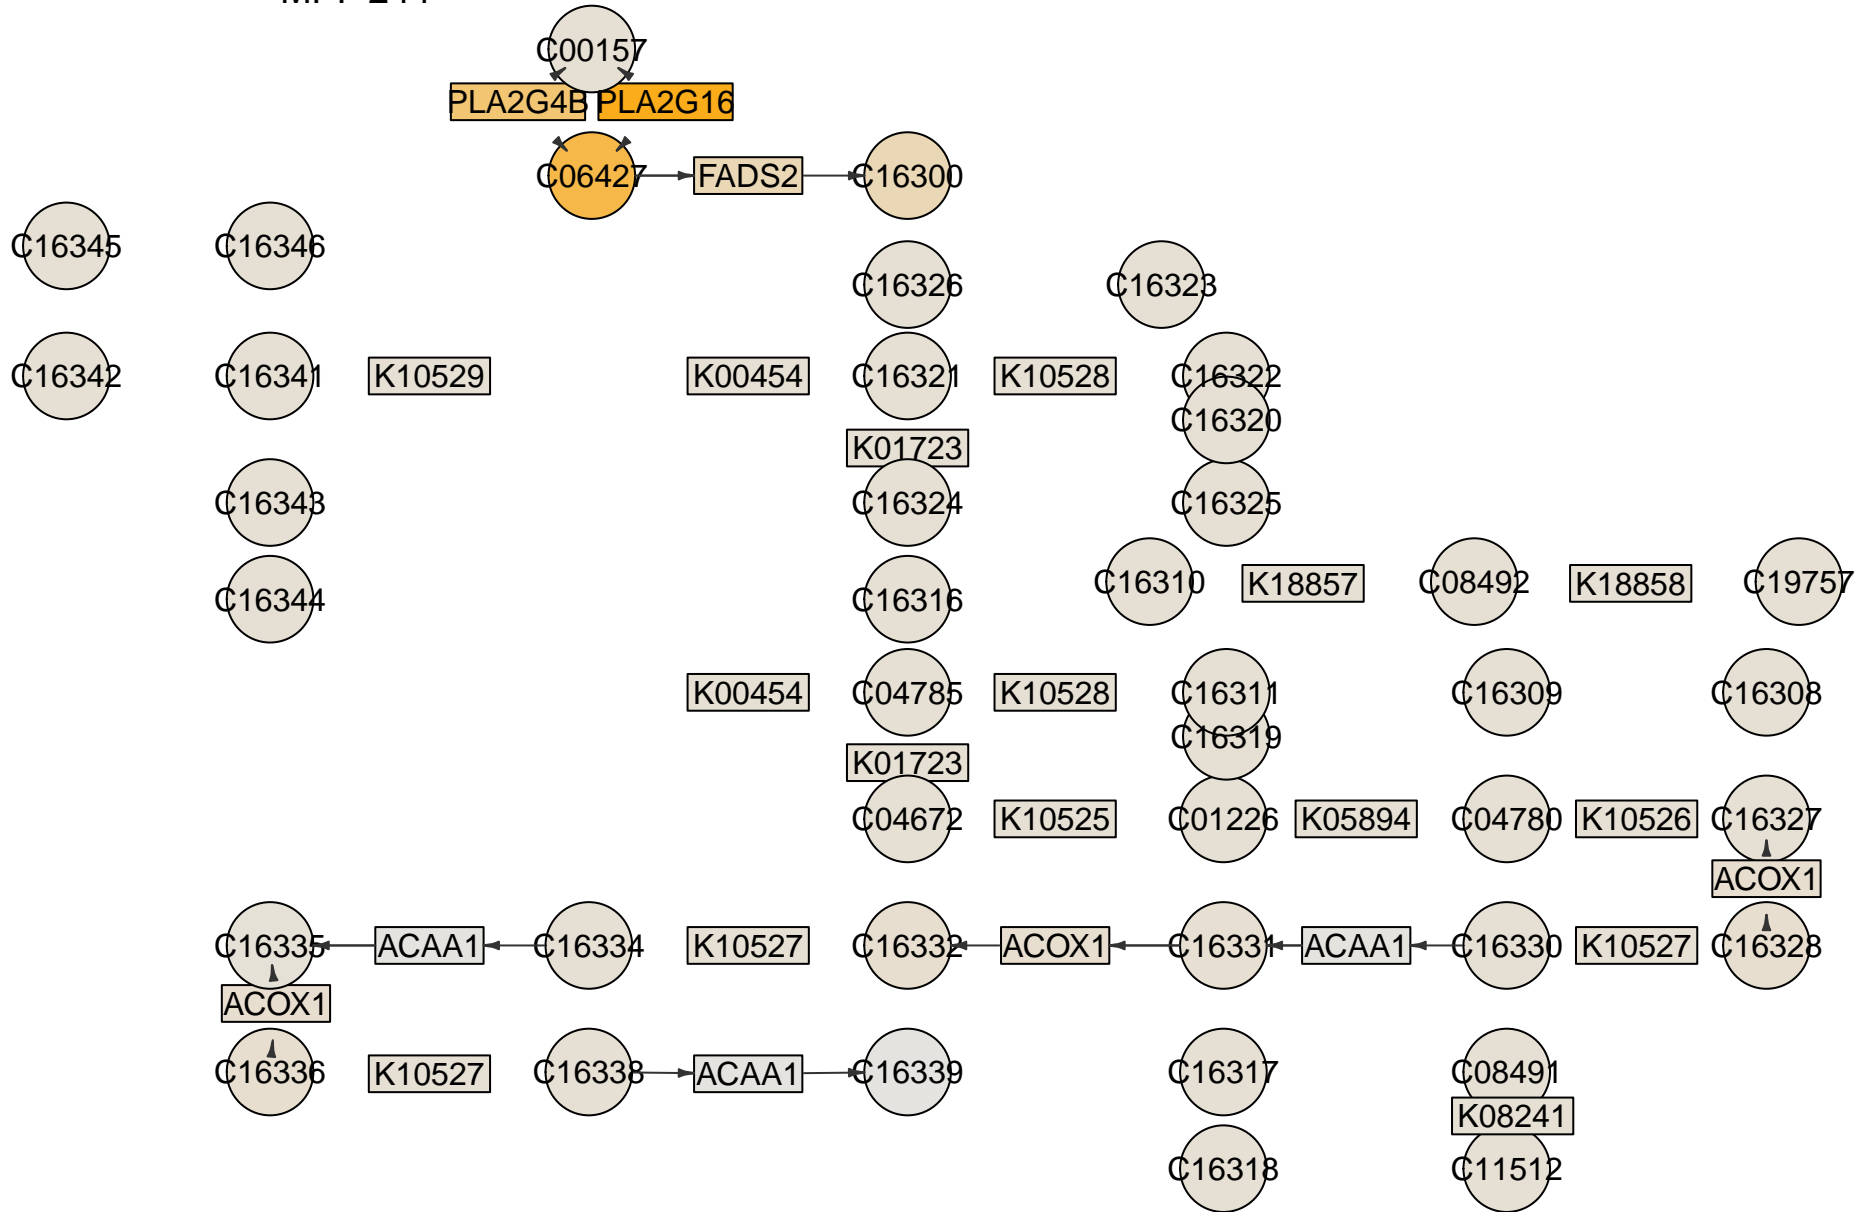 C00157
PLA2G4B PLA2G16
C06427 FADS2 C16300
C16345 C16346
C16326 C16323
C16342 C16341 K10529 K00454 C16321 K10528 C16322
C16320
K01723
C16343 C16324 C16325
C16310 K18857 C08492 K18858 C19757
C16344 C16316
K00454 C04785 K10528 C16311 C16309 C16308
C16319
K01723
C04672 K10525 C01226 K05894 C04780 K10526 C16327
ACOX1
C16335 ACAA1 C16334 K10527 C16332 ACOX1 C16331 ACAA1 C16330 K10527 C16328
ACOX1
C16336 K10527 C16338 ACAA1 C16339 C16317 C08491
K08241
C16318 C11512